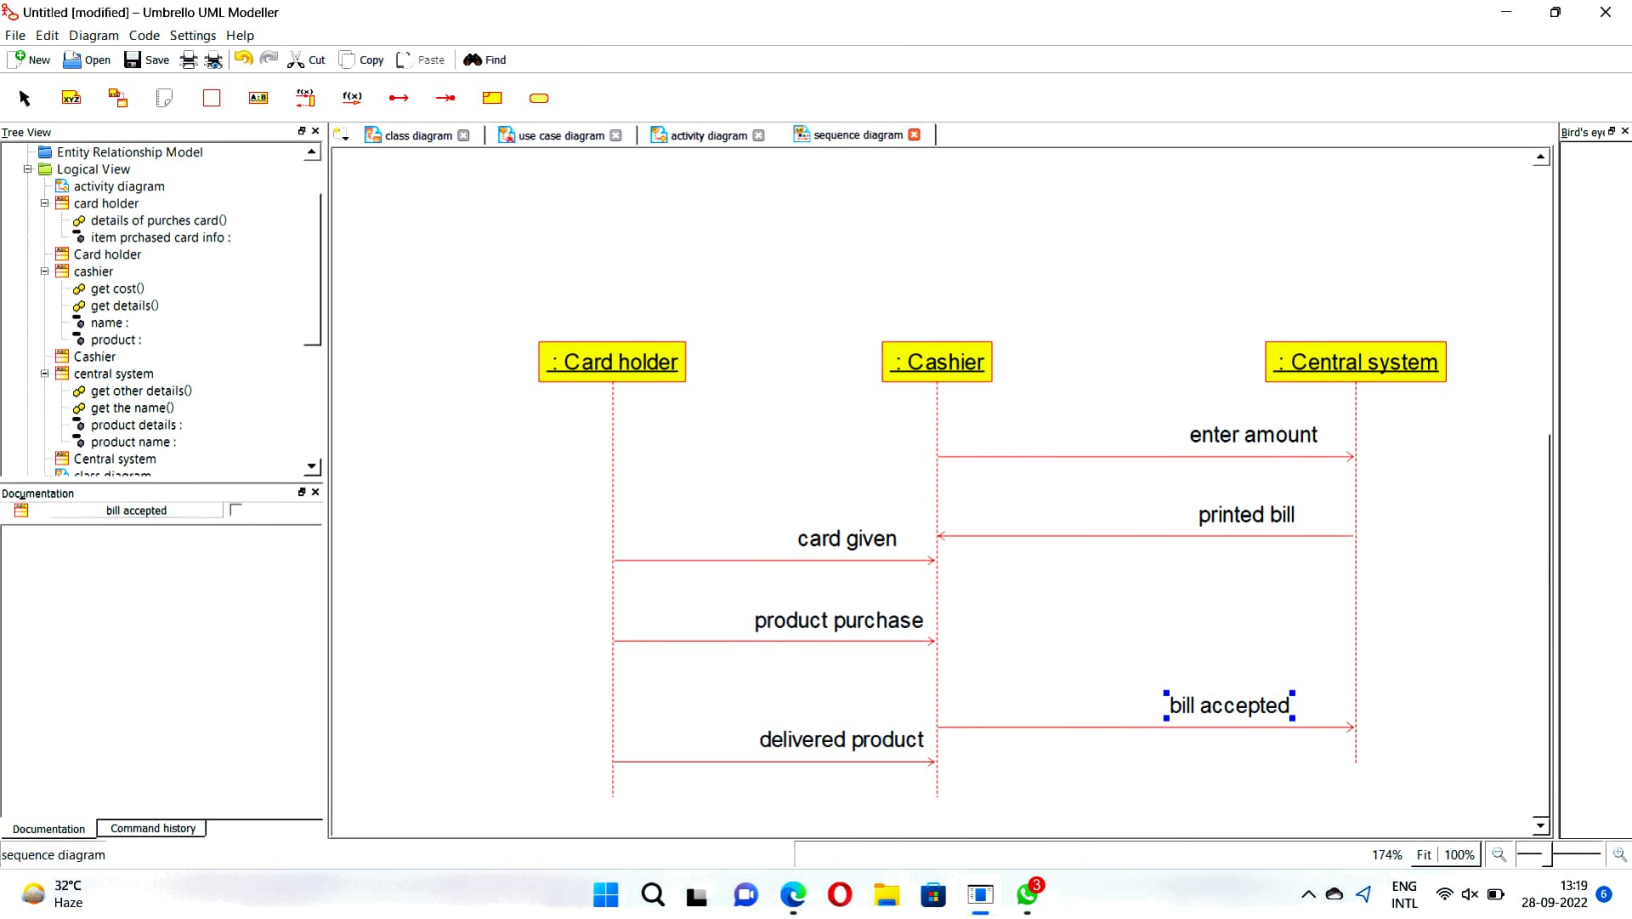 Untitled [modified] – Umbrello UML Modeller
File Edit Diagram Code Settings Help
New Open Save Cut Copy Paste Find
XYZ A:B f(x) f(x)
Tree View
class diagram use case diagram activity diagram sequence diagram
Bird's eye
Entity Relationship Model
Logical View
activity diagram
card holder
details of purches card()
item prchased card info :
Card holder
cashier
get cost()
get details()
name :
product :
Cashier
central system
get other details()
get the name()
product details :
product name :
Central system
class diagram
Documentation
bill accepted
Documentation Command history
: Card holder : Cashier : Central system
enter amount
printed bill
card given
product purchase
bill accepted
delivered product
sequence diagram
174% Fit 100%
32°C
Haze
3
ENG
INTL
13:19
28-09-2022
6